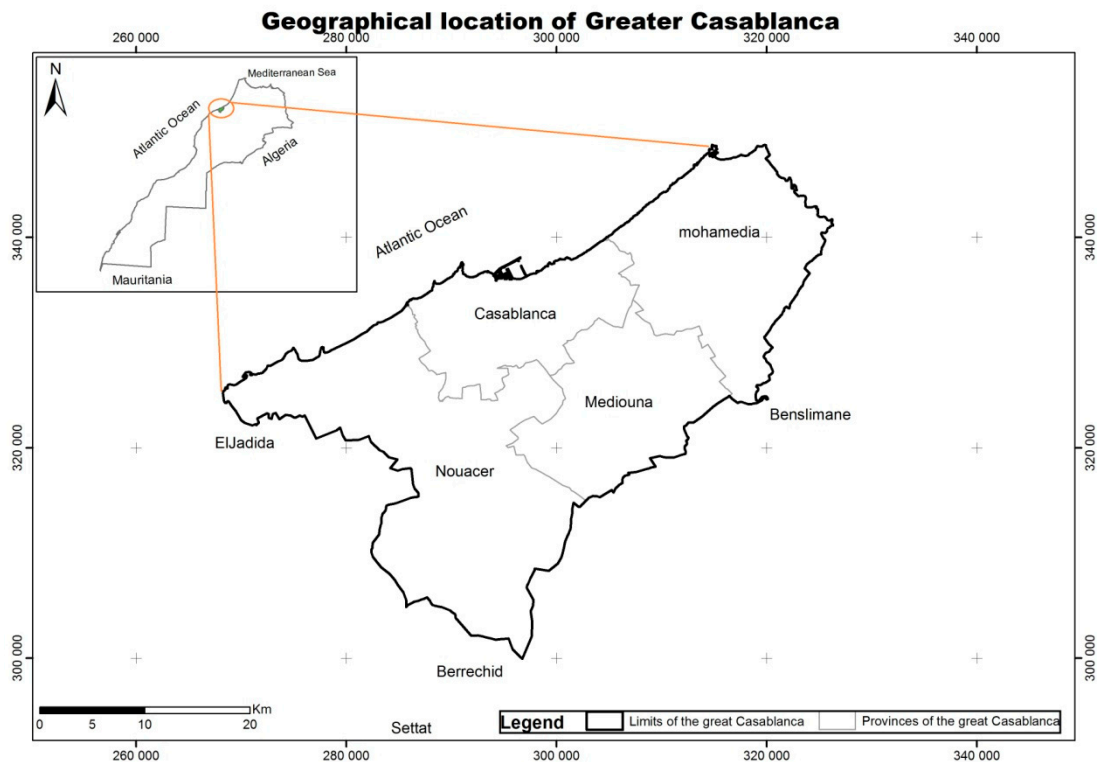 Geographical location of Greater Casablanca
260 000 280 000 300 000 320 000 340 000
N
Mediterranean Sea
Atlantic Ocean
Algeria
Mauritania
340 000 340 000
Atlantic Ocean
mohamedia
Casablanca
Mediouna
Benslimane
ElJadida
320 000 320 000
Nouacer
300 000 300 000
Berrechid
Km
0 5 10 20
Settat
Legend Limits of the great Casablanca Provinces of the great Casablanca
260 000 280 000 300 000 320 000 340 000